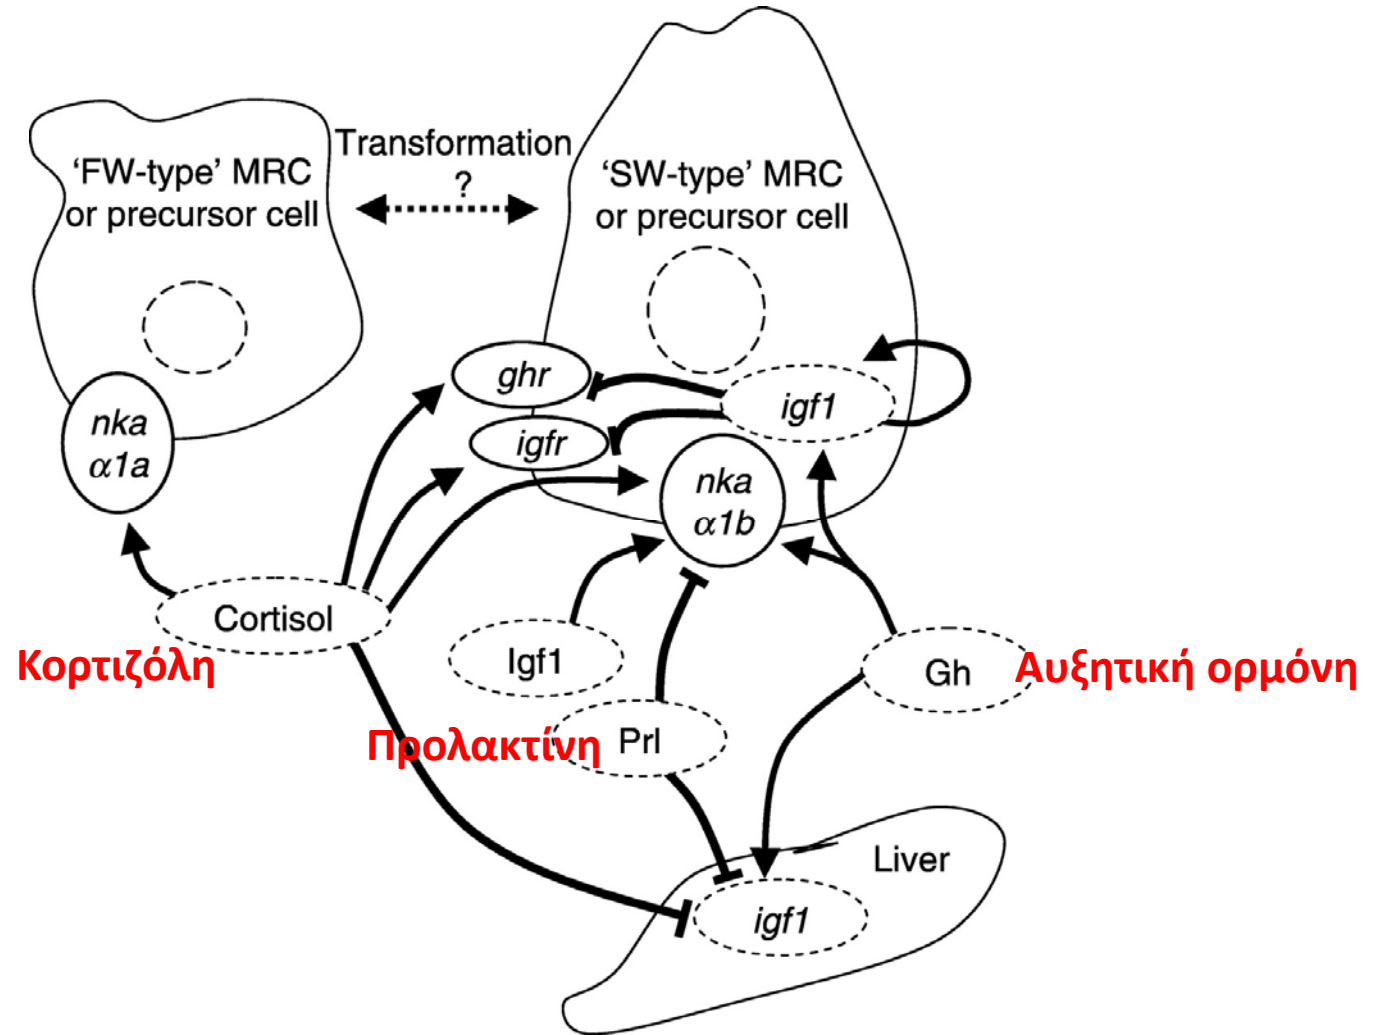 Transformation
?
'FW-type' MRC
or precursor cell
'SW-type' MRC
or precursor cell
ghr
igf1
igfr
nka
α1a
nka
α1b
Cortisol
Κορτιζόλη
Igf1
Gh
Αυξητική ορμόνη
Prl
Προλακτίνη
Liver
igf1